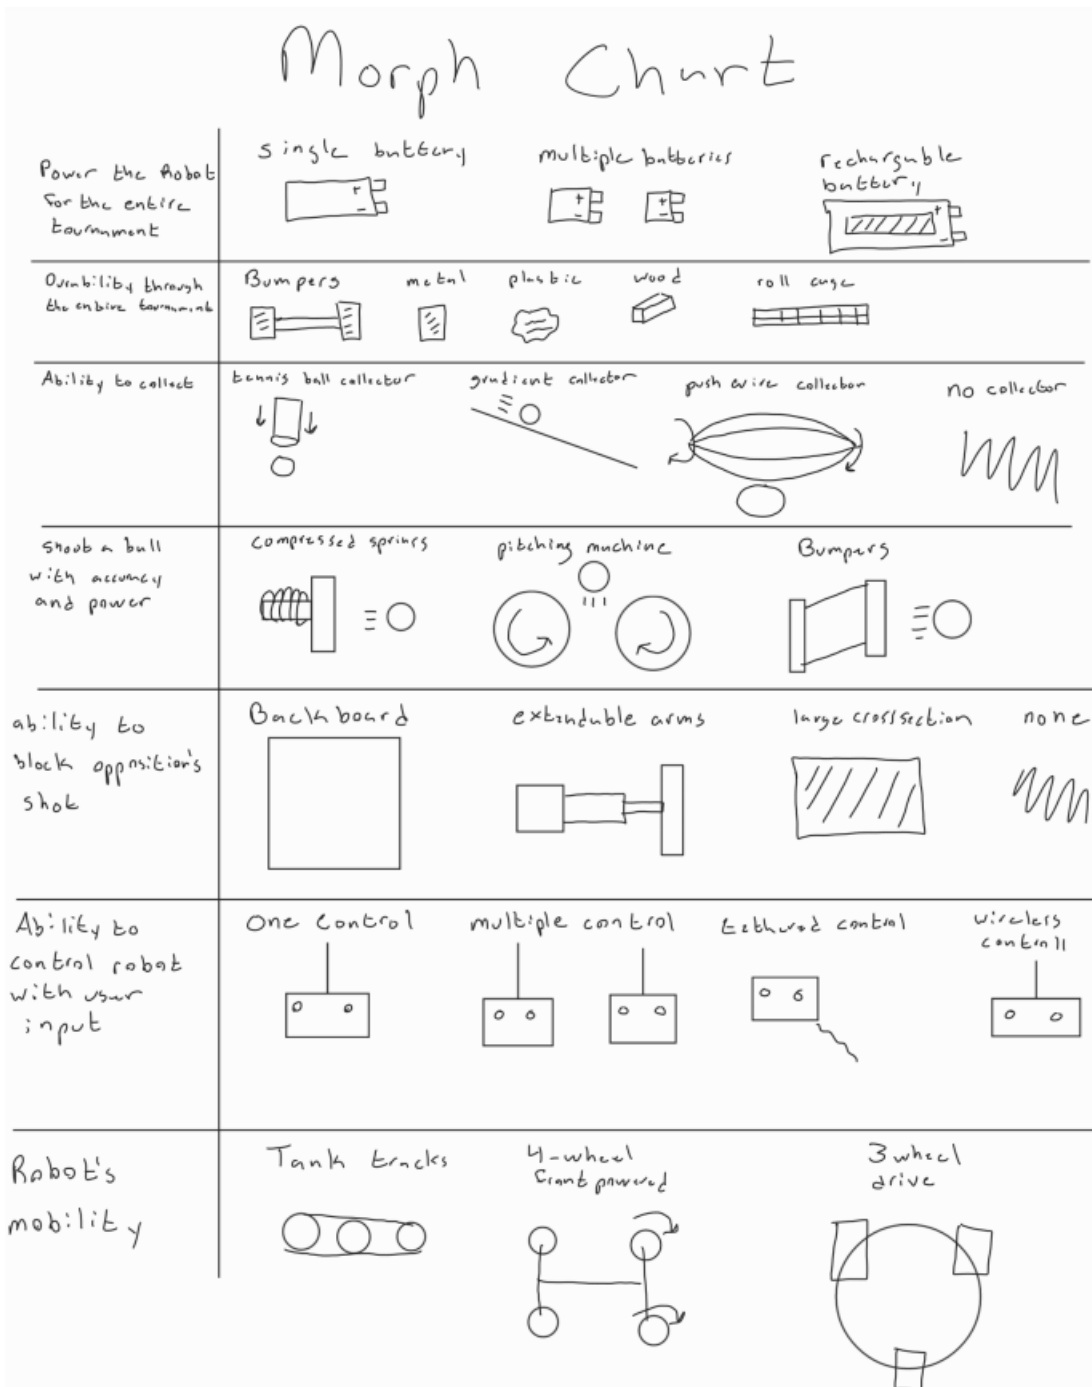 Morph Chart
Power the Robot
for the entire
tournament
single battery
multiple batteries
rechargable
battery
+
-
+
-
+
-
+
-
Durability through
the entire tournament
Bumpers
metal
plastic
wood
roll cage
Ability to collect
tennis ball collector
gradient collector
push wire collection
no collector
shoot a ball
with accuracy
and power
compressed springs
pitching machine
Bumpers
ability to
block opposition's
shot
Backboard
extendable arms
large crosssection
none
Ability to
control robot
with user
input
One control
multiple control
tethered control
wireless
controll
Robot's
mobility
Tank tracks
4-wheel
front powered
3 wheel
drive